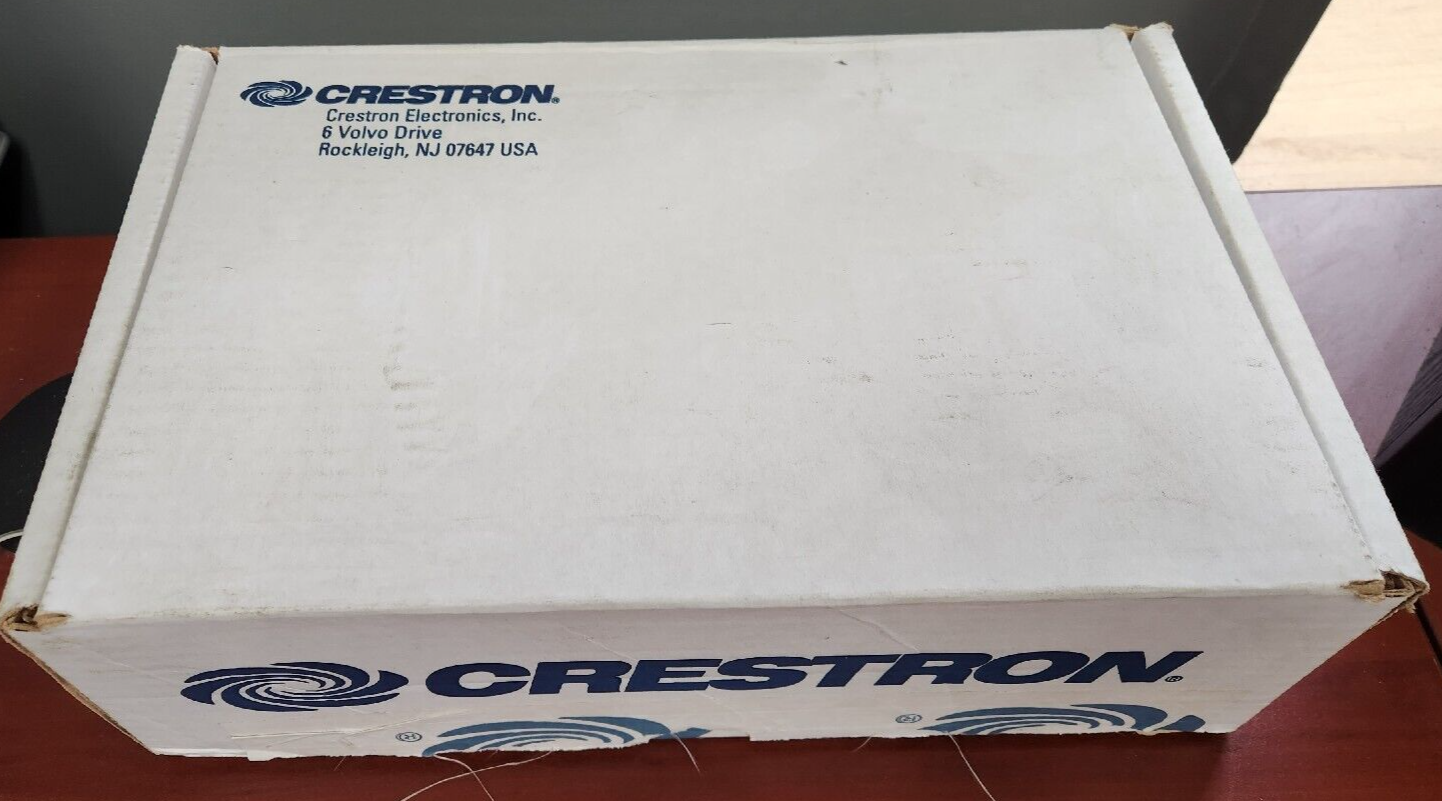 CRESTRON®
Crestron Electronics, Inc.
6 Volvo Drive
Rockleigh, NJ 07647 USA
CRESTRON®
® ®